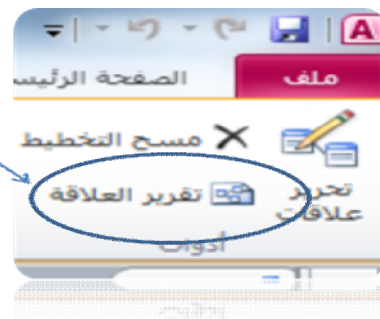 A
ملف الصفحة الرئيس
مسح التخطيط
تقرير العلاقة
تحرير
علاقات
أدوات